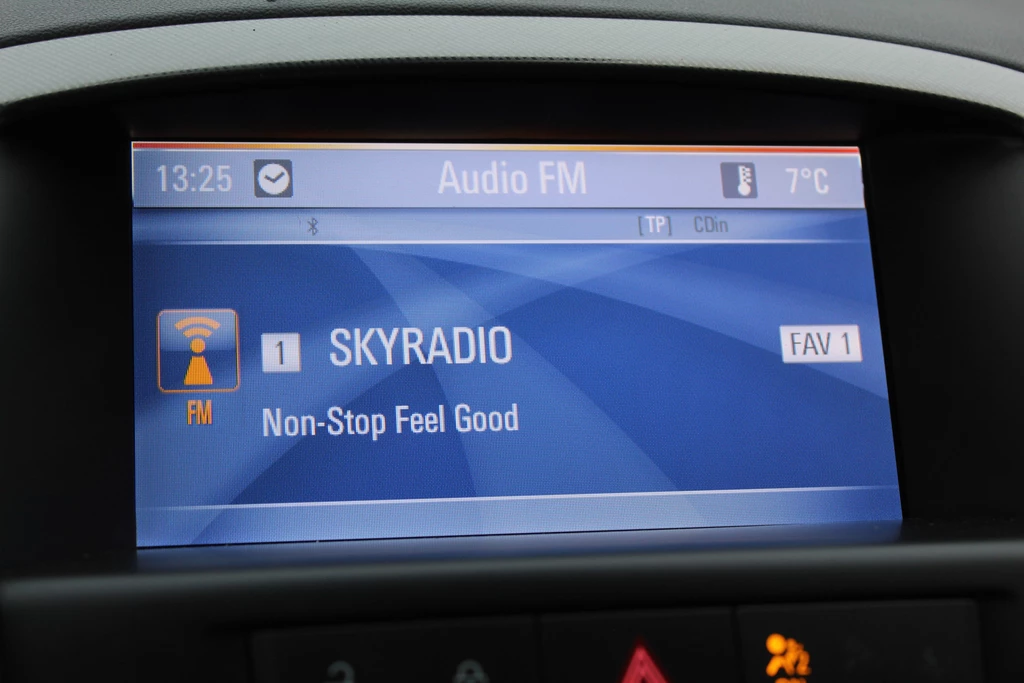 13:25 Audio FM 7°C
[TP] CDin
1 SKYRADIO FAV 1
FM
Non-Stop Feel Good